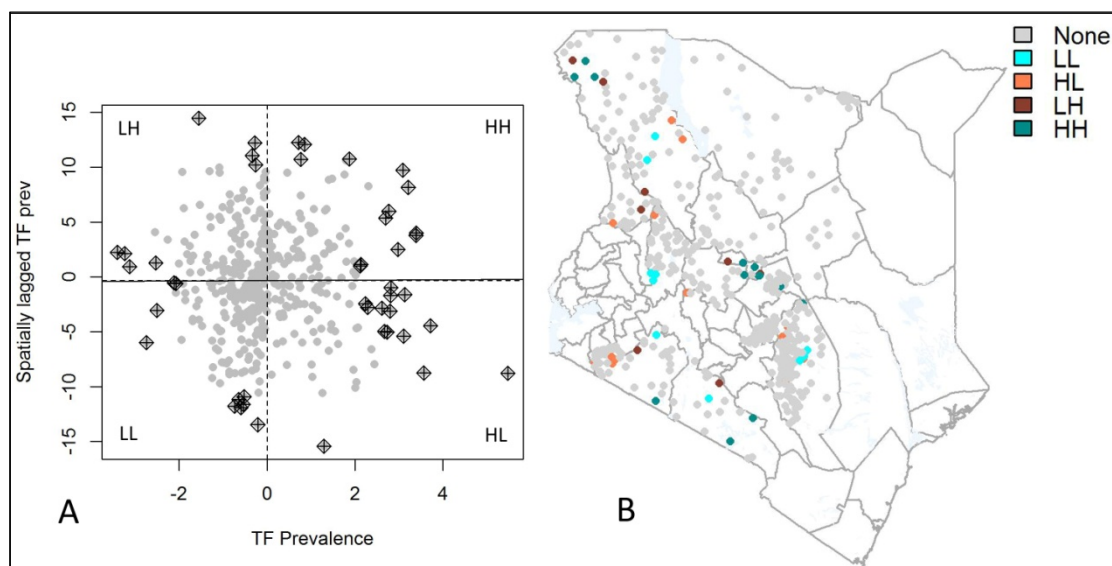 LH
HH
LL
HL
15
10
5
0
-5
-10
-15
Spatially lagged TF prev
-2
0
2
4
TF Prevalence
A
None
LL
HL
LH
HH
B